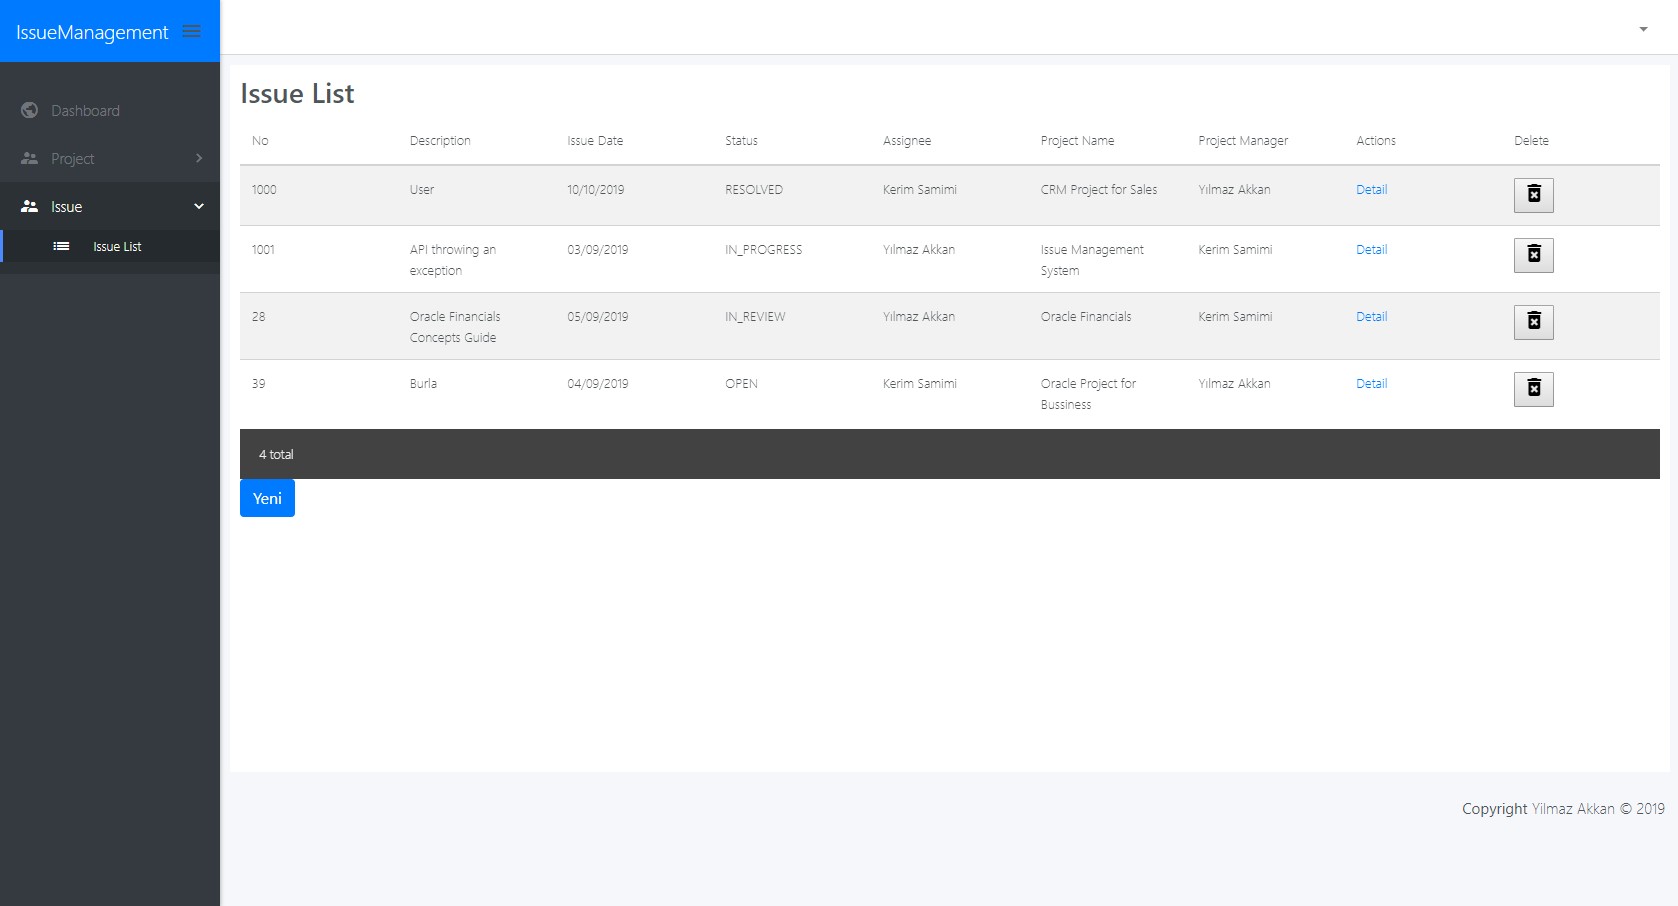 IssueManagement
Dashboard
Project
Issue
Issue List
Issue List
No Description Issue Date Status Assignee Project Name Project Manager Actions Delete
1000 User 10/10/2019 RESOLVED Kerim Samimi CRM Project for Sales Yılmaz Akkan Detail
1001 API throwing an 03/09/2019 IN_PROGRESS Yılmaz Akkan Issue Management Kerim Samimi Detail
exception System
28 Oracle Financials 05/09/2019 IN_REVIEW Yılmaz Akkan Oracle Financials Kerim Samimi Detail
Concepts Guide
39 Burla 04/09/2019 OPEN Kerim Samimi Oracle Project for Yılmaz Akkan Detail
Bussiness
4 total
Yeni
Copyright Yilmaz Akkan © 2019